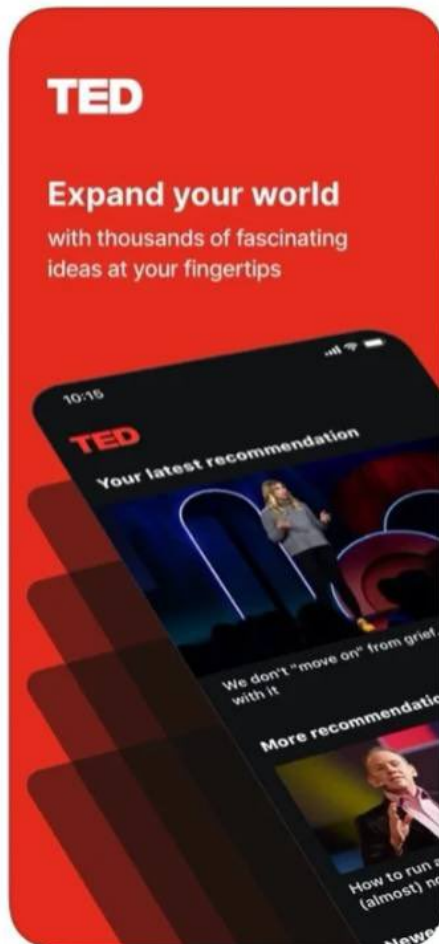 TED
Expand your world
with thousands of fascinating
ideas at your fingertips
10:15
TED
Your latest recommendation
We don't "move on" from grief
with it
More recommendatio
How to run a
(almost) no
Newe